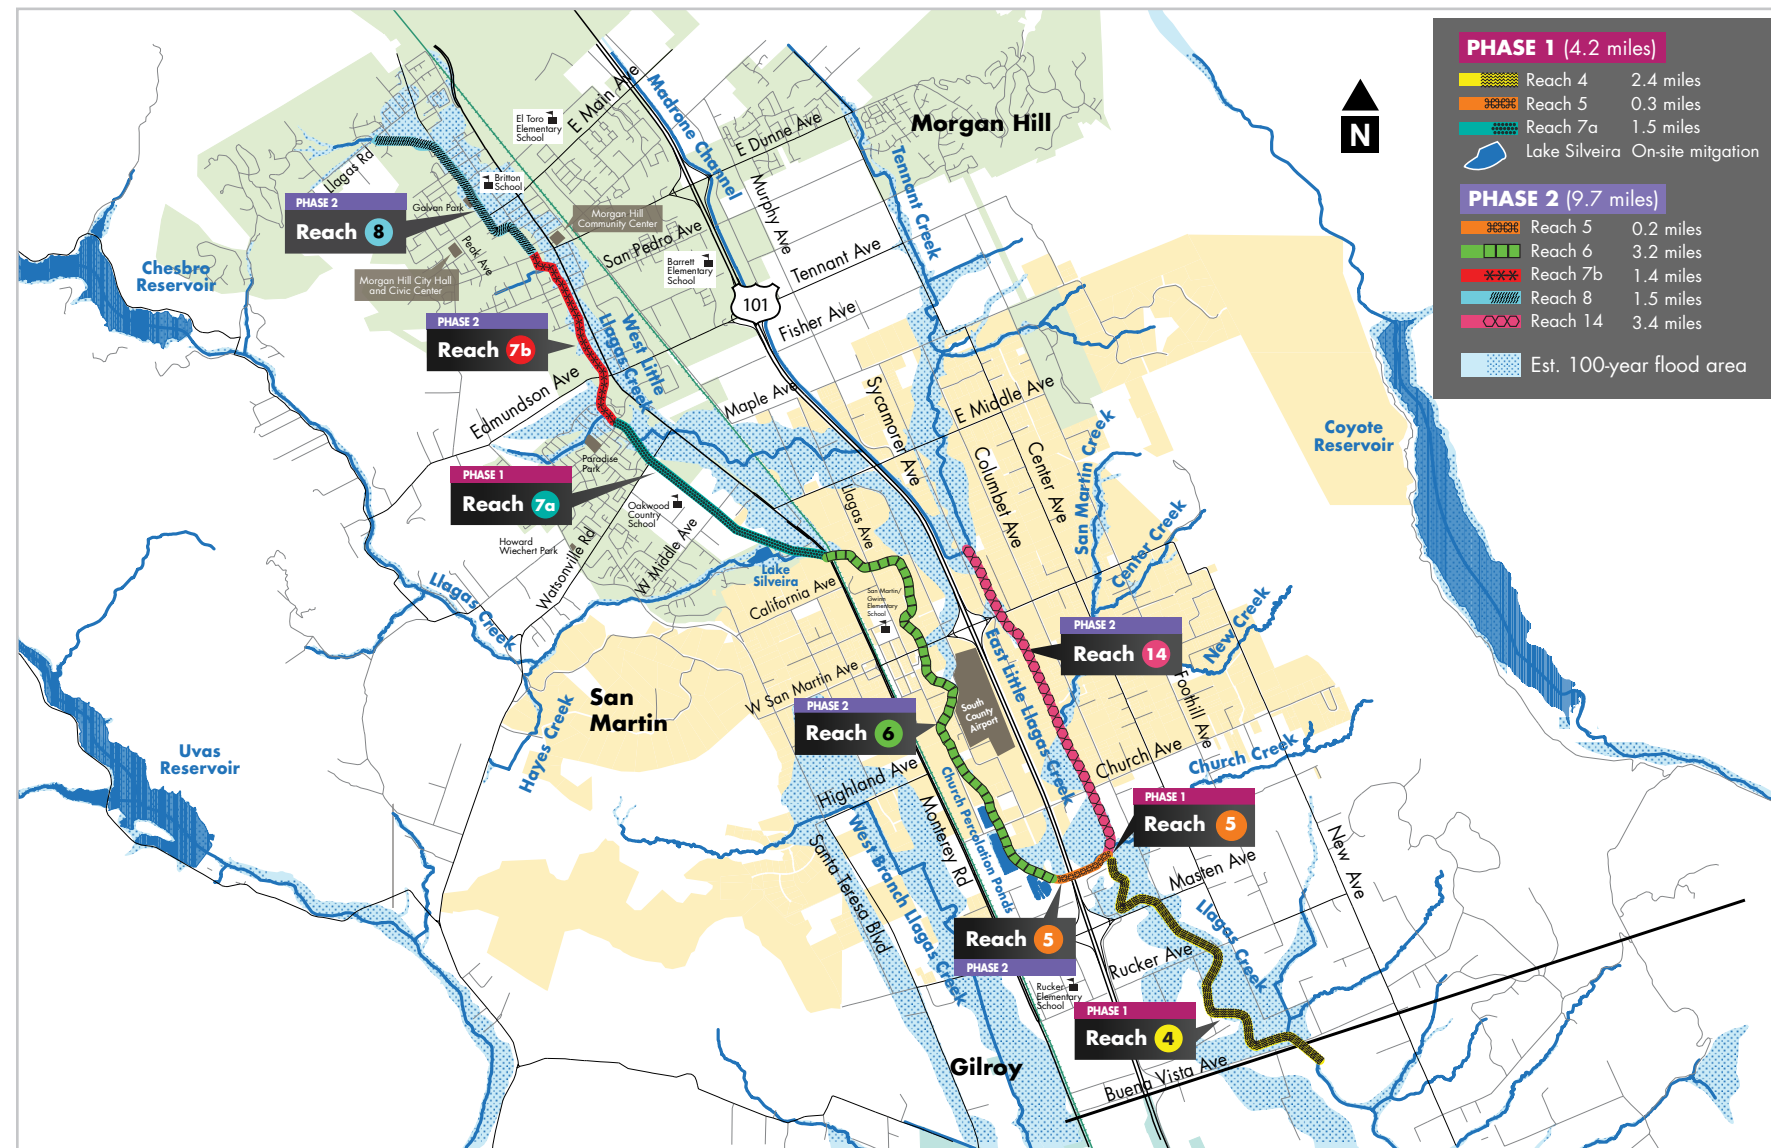 PHASE 1 (4.2 miles)
Reach 4 2.4 miles
Reach 5 0.3 miles
Reach 7a 1.5 miles
Lake Silveira On-site mitgation
PHASE 2 (9.7 miles)
Reach 5 0.2 miles
Reach 6 3.2 miles
Reach 7b 1.4 miles
Reach 8 1.5 miles
Reach 14 3.4 miles
Est. 100-year flood area
N
Morgan Hill
E Main Ave
Madrone Channel
E Dunne Ave
El Toro
Elementary
School
Llagas Rd
Britton
School
Galvan Park
PHASE 2
Reach 8
Morgan Hill
Community Center
Peak Ave
San Pedro Ave
Murphy Ave
Tennant Creek
Tennant Ave
Barrett
Elementary
School
Morgan Hill City Hall
and Civic Center
Chesbro
Reservoir
101
Fisher Ave
PHASE 2
Reach 7b
West Little
Llagas Creek
Edmundson Ave
Maple Ave
Sycamorer Ave
E Middle Ave
Columbet Ave
Center Ave
San Martin Creek
Coyote
Reservoir
Paradise
Park
PHASE 1
Reach 7a
Oakwood
Country
School
Llagas Ave
Howard
Wiechert Park
Watsonville Rd
W Middle Ave
Center Creek
Lake
Silveira
California Ave
San Martin/
Gwinn
Elementary
School
Llagas Creek
New Creek
PHASE 2
Reach 14
East Little Llagas Creek
Foothill Ave
W San Martin Ave
San
Martin
Hayes Creek
South
County
Airport
PHASE 2
Reach 6
Uvas
Reservoir
Church Ave
Church Creek
Highland Ave
Church Percolation Ponds
Monterey Rd
PHASE 1
Reach 5
West Branch Llagas Creek
Santa Teresa Blvd
Masten Ave
New Ave
Llagas Creek
Reach 5
PHASE 2
Rucker Ave
Rucker
Elementary
School
PHASE 1
Reach 4
Gilroy
Buena Vista Ave